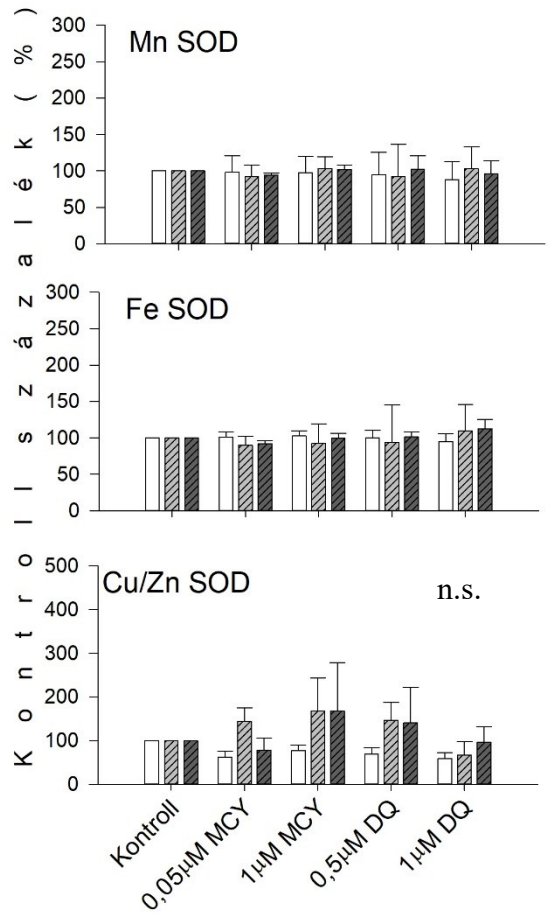 Kontroll százalék (%)
Mn SOD
300
250
200
150
100
50
0
Fe SOD
300
250
200
150
100
50
0
Cu/Zn SOD
n.s.
500
400
300
200
100
0
Kontroll
0,05µM MCY
1µM MCY
0,5µM DQ
1µM DQ